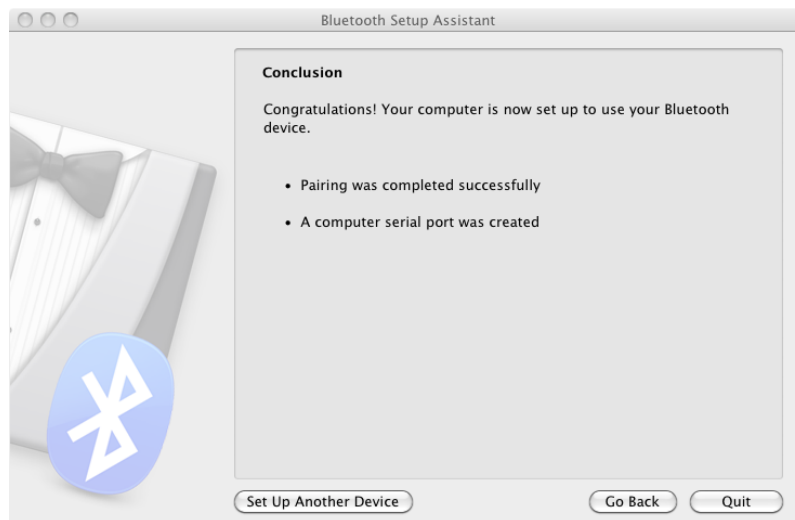 Bluetooth Setup Assistant
Conclusion
Congratulations! Your computer is now set up to use your Bluetooth
device.
• Pairing was completed successfully
• A computer serial port was created
Set Up Another Device
Go Back
Quit